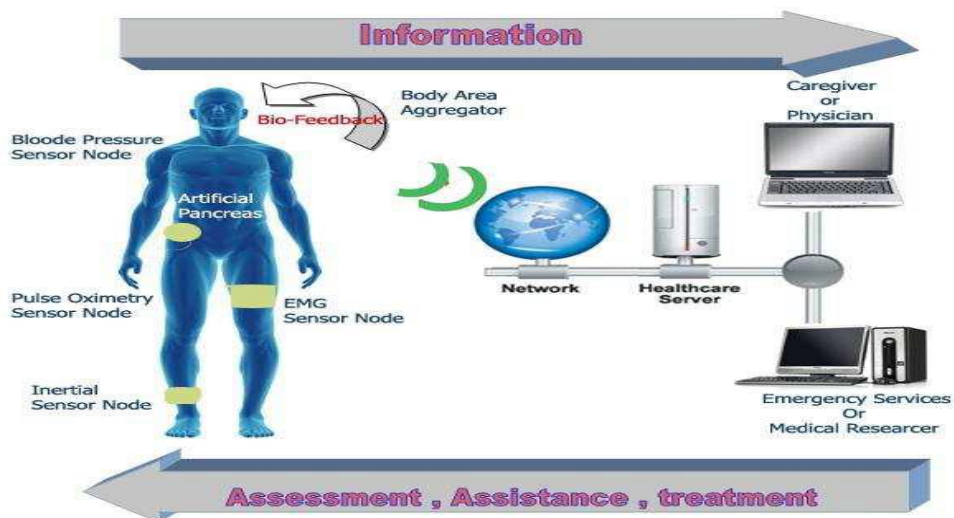 Information
Caregiver
or
Physician
Body Area
Aggregator
Bio-Feedback
Bloode Pressure
Sensor Node
Artificial
Pancreas
Network
Healthcare
Server
Pulse Oximetry
Sensor Node
EMG
Sensor Node
Inertial
Sensor Node
Emergency Services
Or
Medical Researcer
Assessment , Assistance , treatment